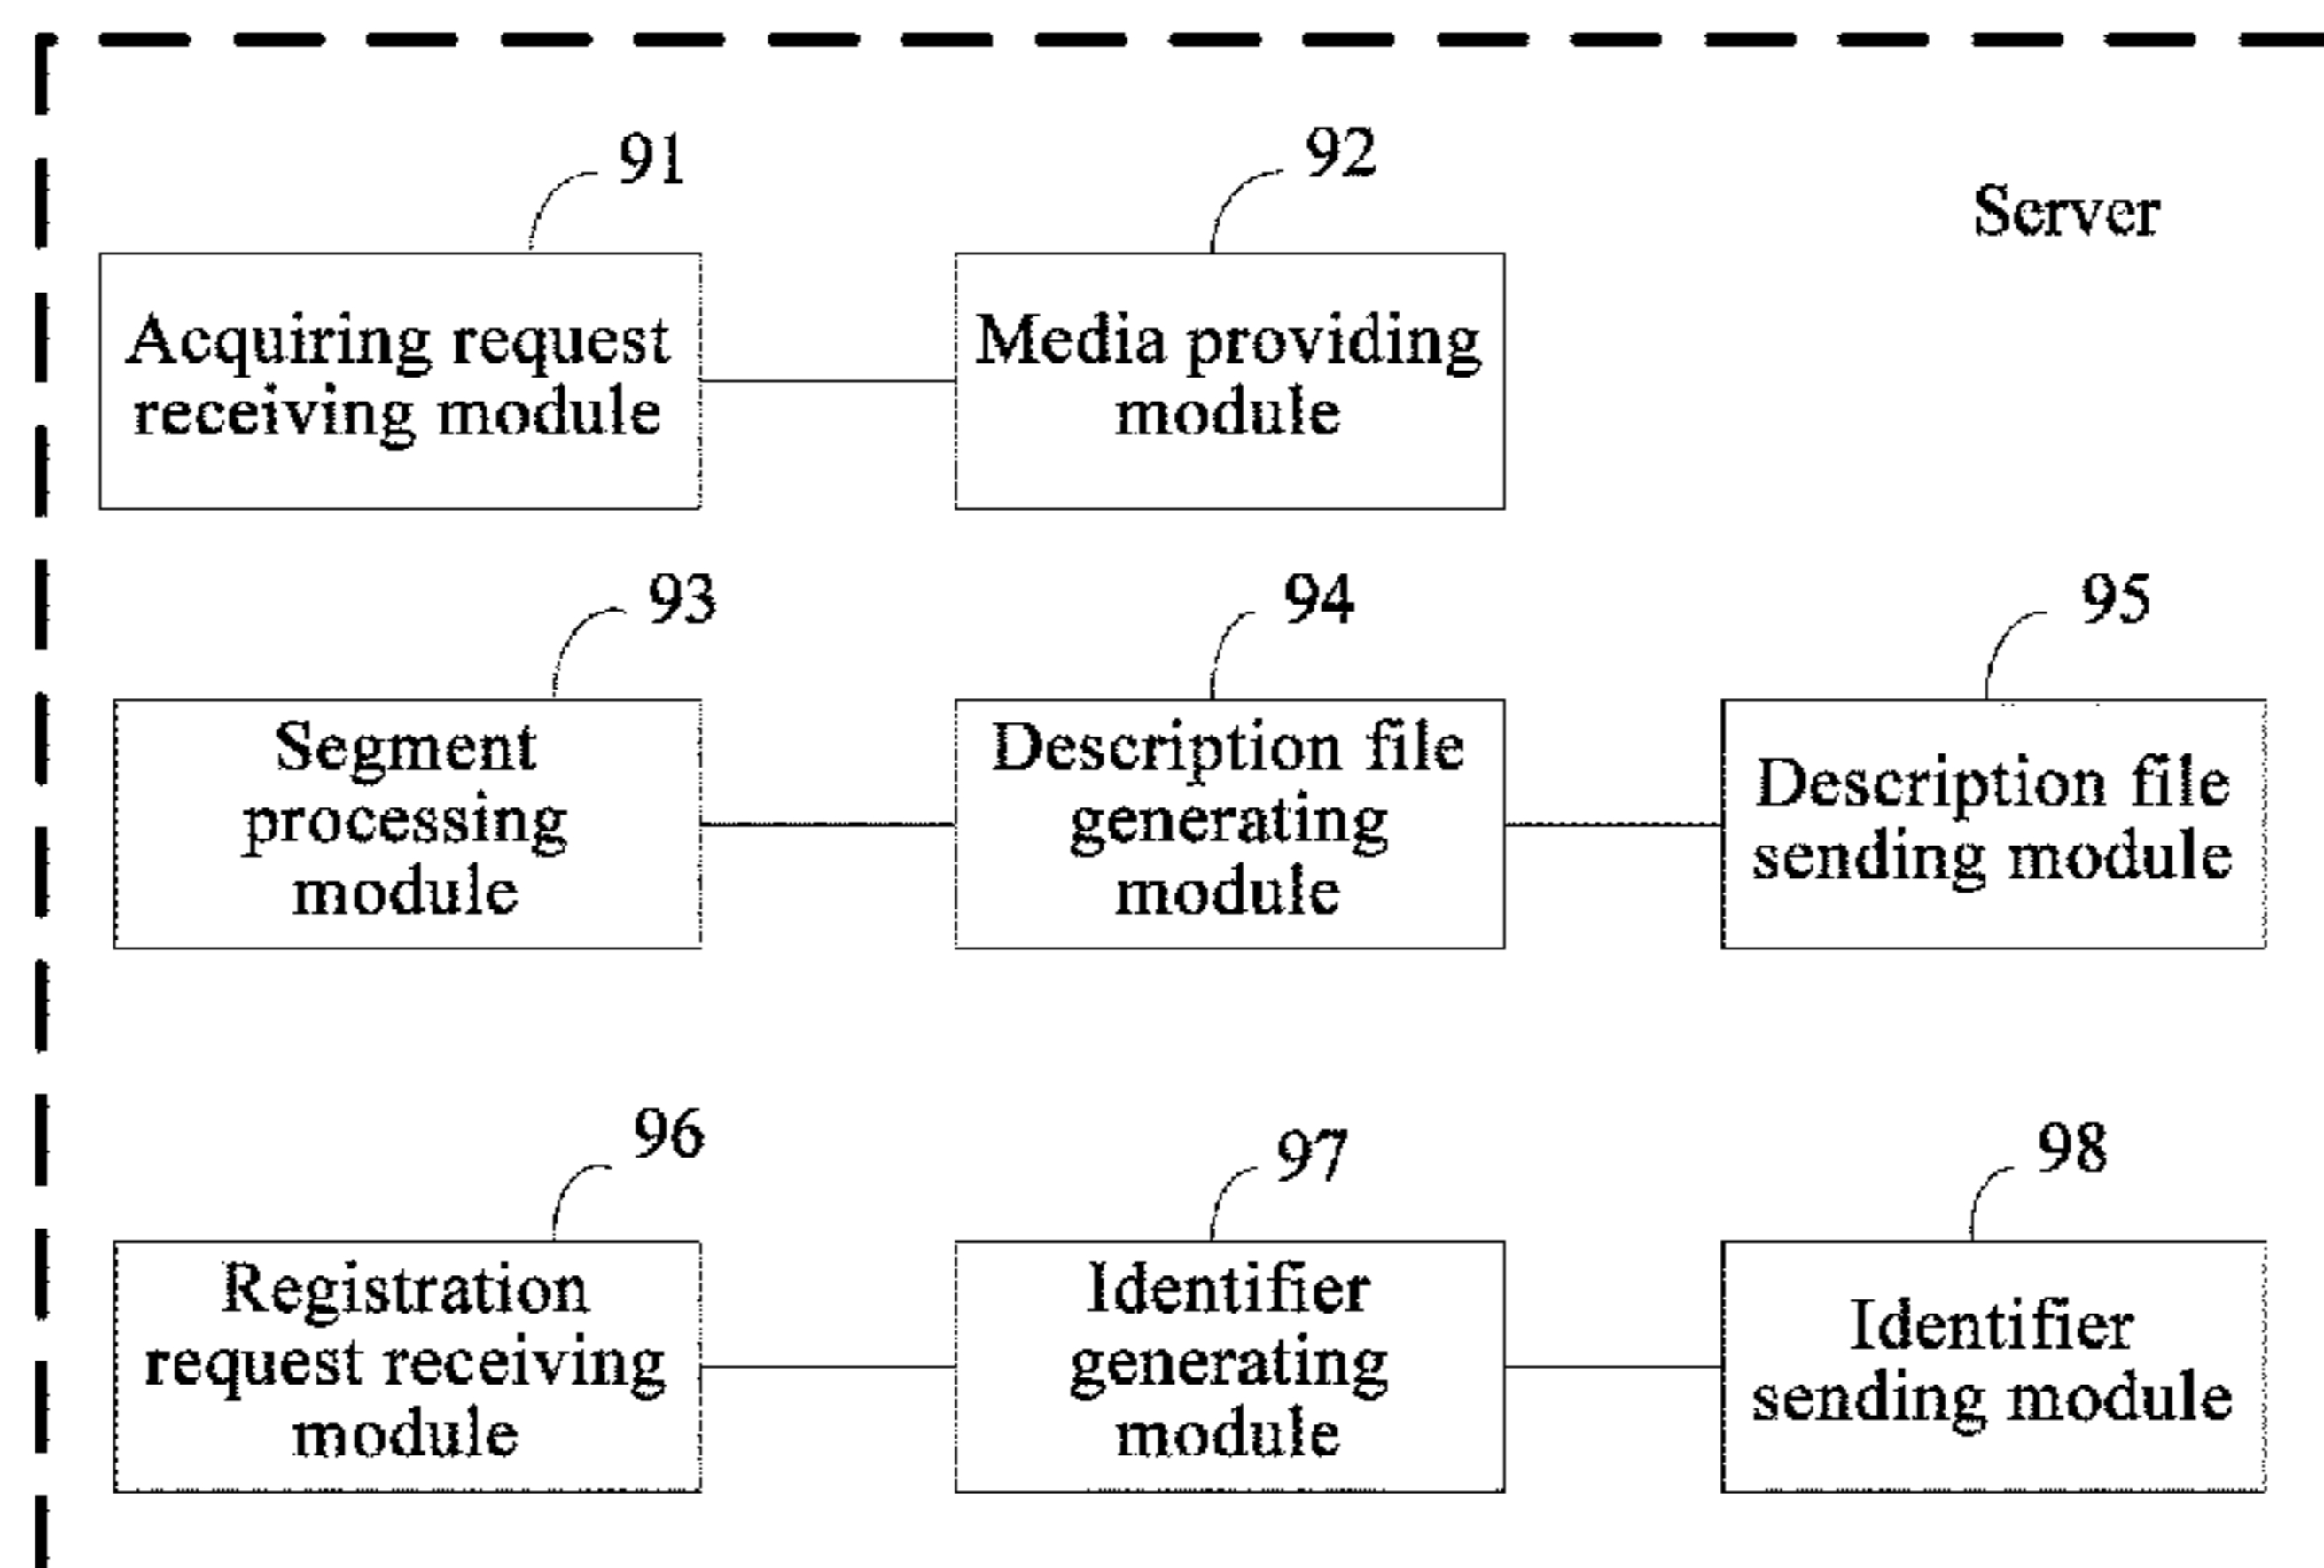 91
92
Server
Acquiring request
receiving module
Media providing
module
93
94
95
Segment
processing
module
Description file
generating
module
Description file
sending module
96
97
98
Registration
request receiving
module
Identifier
generating
module
Identifier
sending module